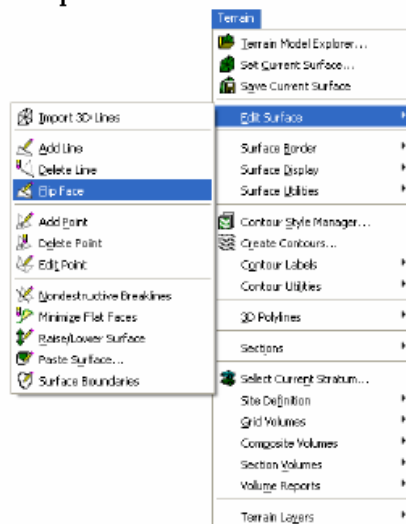 Terrain
Terrain Model Explorer...
Set Current Surface...
Save Current Surface
Edit Surface
Surface Border
Surface Display
Surface Utilities
Contour Style Manager...
Create Contours...
Contour Labels
Contour Utilities
3D Polylines
Sections
Select Current Stratum...
Site Definition
Grid Volumes
Composite Volumes
Section Volumes
Volume Reports
Terrain Layers
Import 3D Lines
Add Line
Delete Line
Flip Face
Add Point
Delete Point
Edit Point
Nondestructive Breaklines
Minimize Flat Faces
Raise/Lower Surface
Paste Surface...
Surface Boundaries